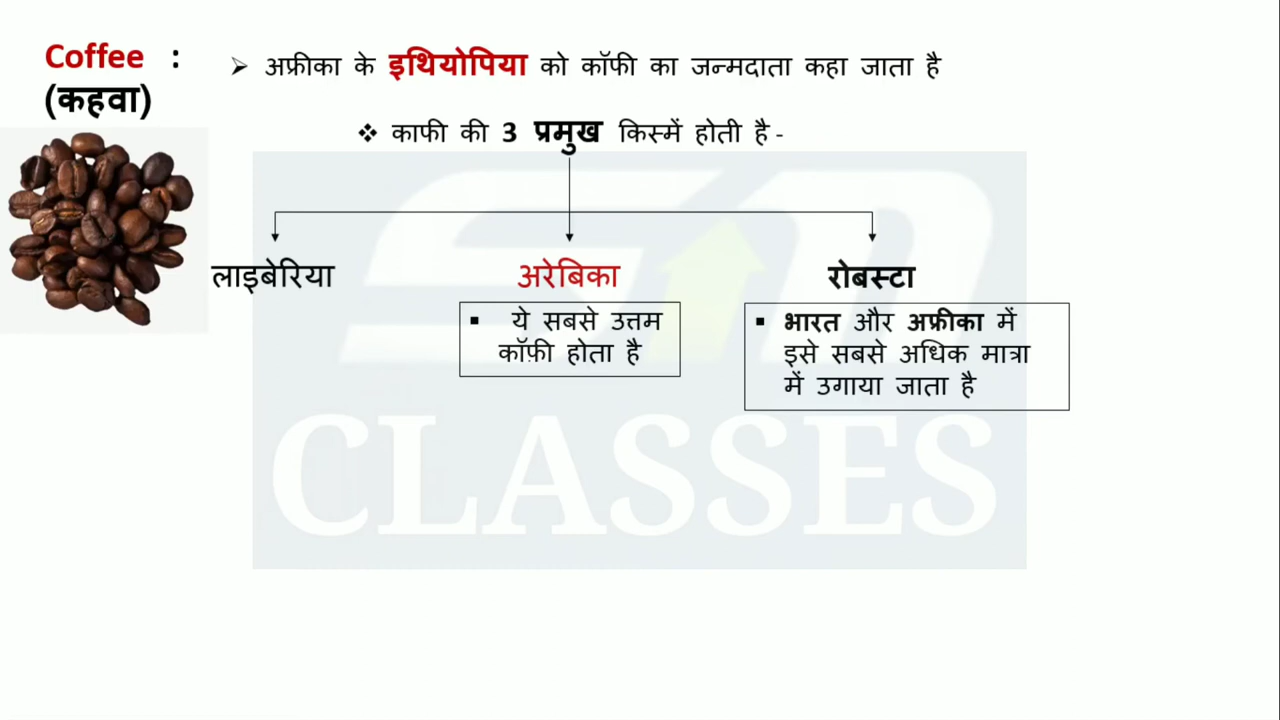 Coffee :
(कहवा)
➢ अफ्रीका के इथियोपिया को कॉफी का जन्मदाता कहा जाता है
❖ काफी की 3 प्रमुख किस्में होती है -
लाइबेरिया
अरेबिका
रोबस्टा
▪ ये सबसे उत्तम
कॉफ़ी होता है
▪ भारत और अफ्रीका में
इसे सबसे अधिक मात्रा
में उगाया जाता है
Sm
CLASSES